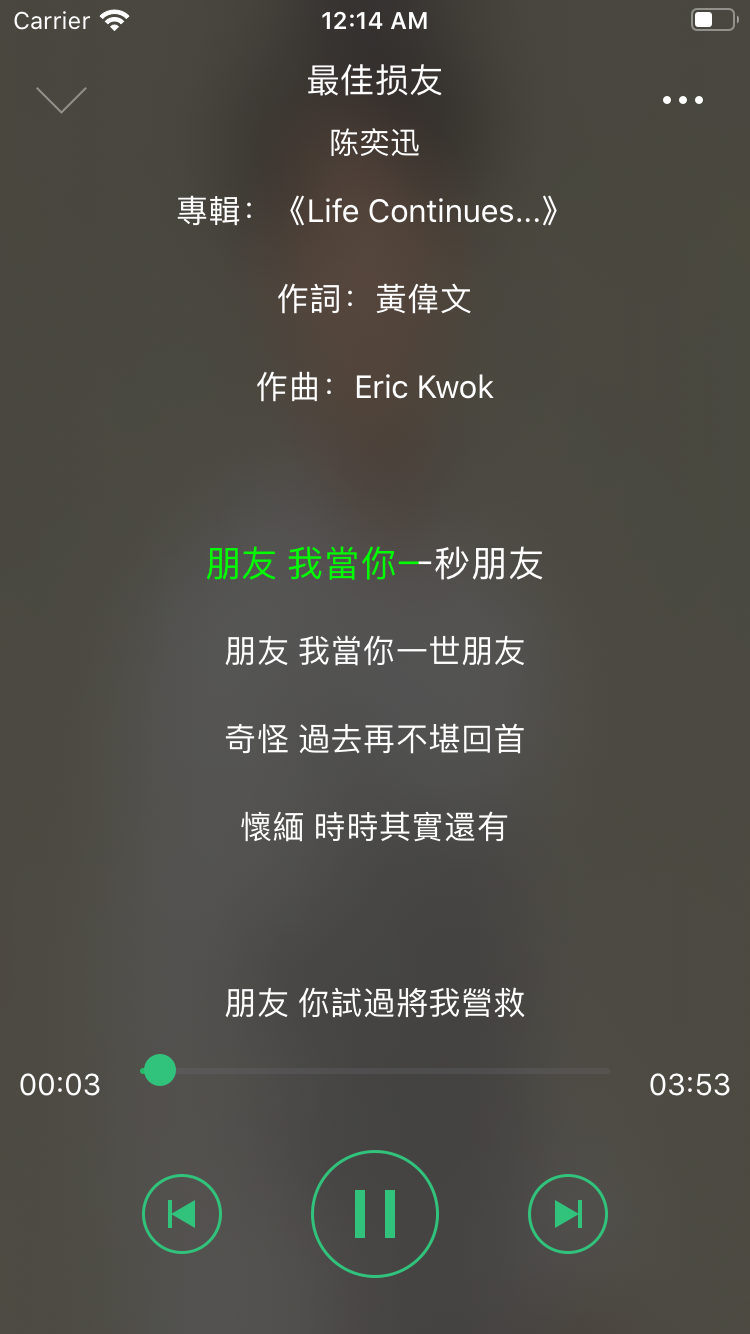 Carrier 12:14 AM
最佳损友
陈奕迅
專輯：《Life Continues...》
作詞：黃偉文
作曲：Eric Kwok
朋友 我當你一秒朋友
朋友 我當你一世朋友
奇怪 過去再不堪回首
懷緬 時時其實還有
朋友 你試過將我營救
00:03 03:53